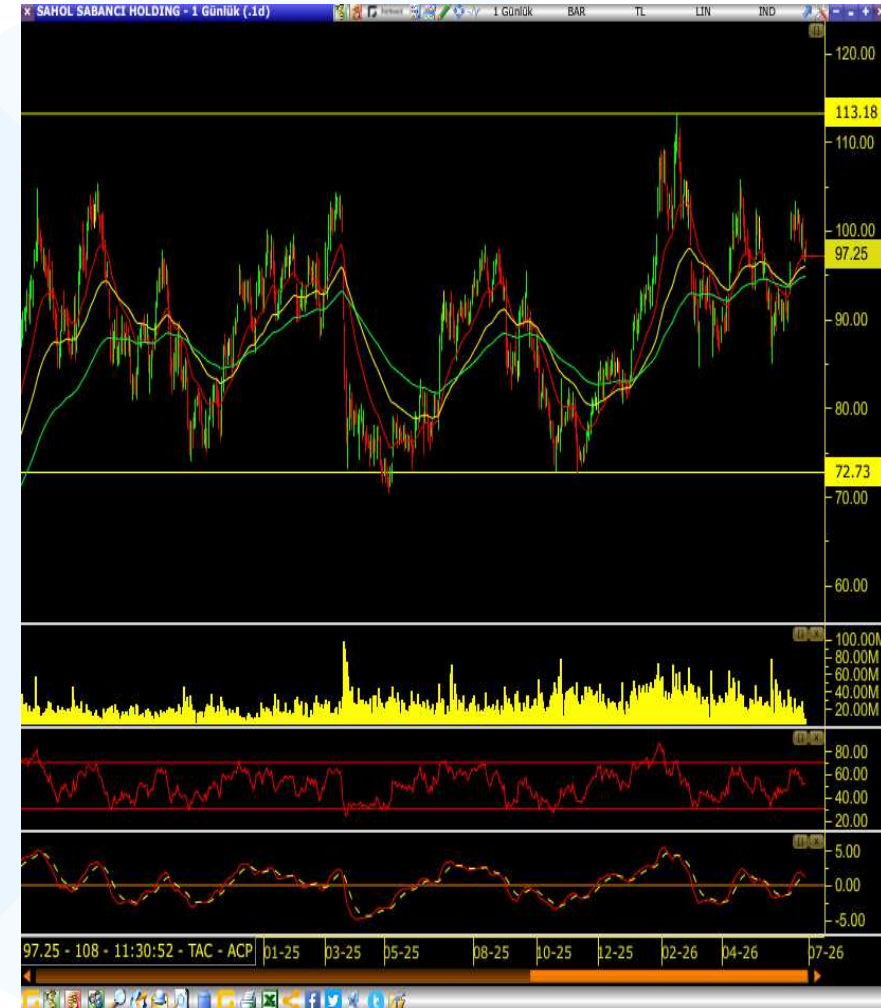 SAHOL SABANCI HOLDING - 1 Günlük (.1d)
1 Günlük BAR TL LIN IND
120.00
113.18
110.00
100.00
97.25
90.00
80.00
72.73
70.00
60.00
100.00M
80.00M
60.00M
40.00M
20.00M
80.00
60.00
40.00
20.00
5.00
0.00
-5.00
97.25 - 108 - 11:30:52 - TAC - ACP 01-25 03-25 05-25 08-25 10-25 12-25 02-26 04-26 07-26